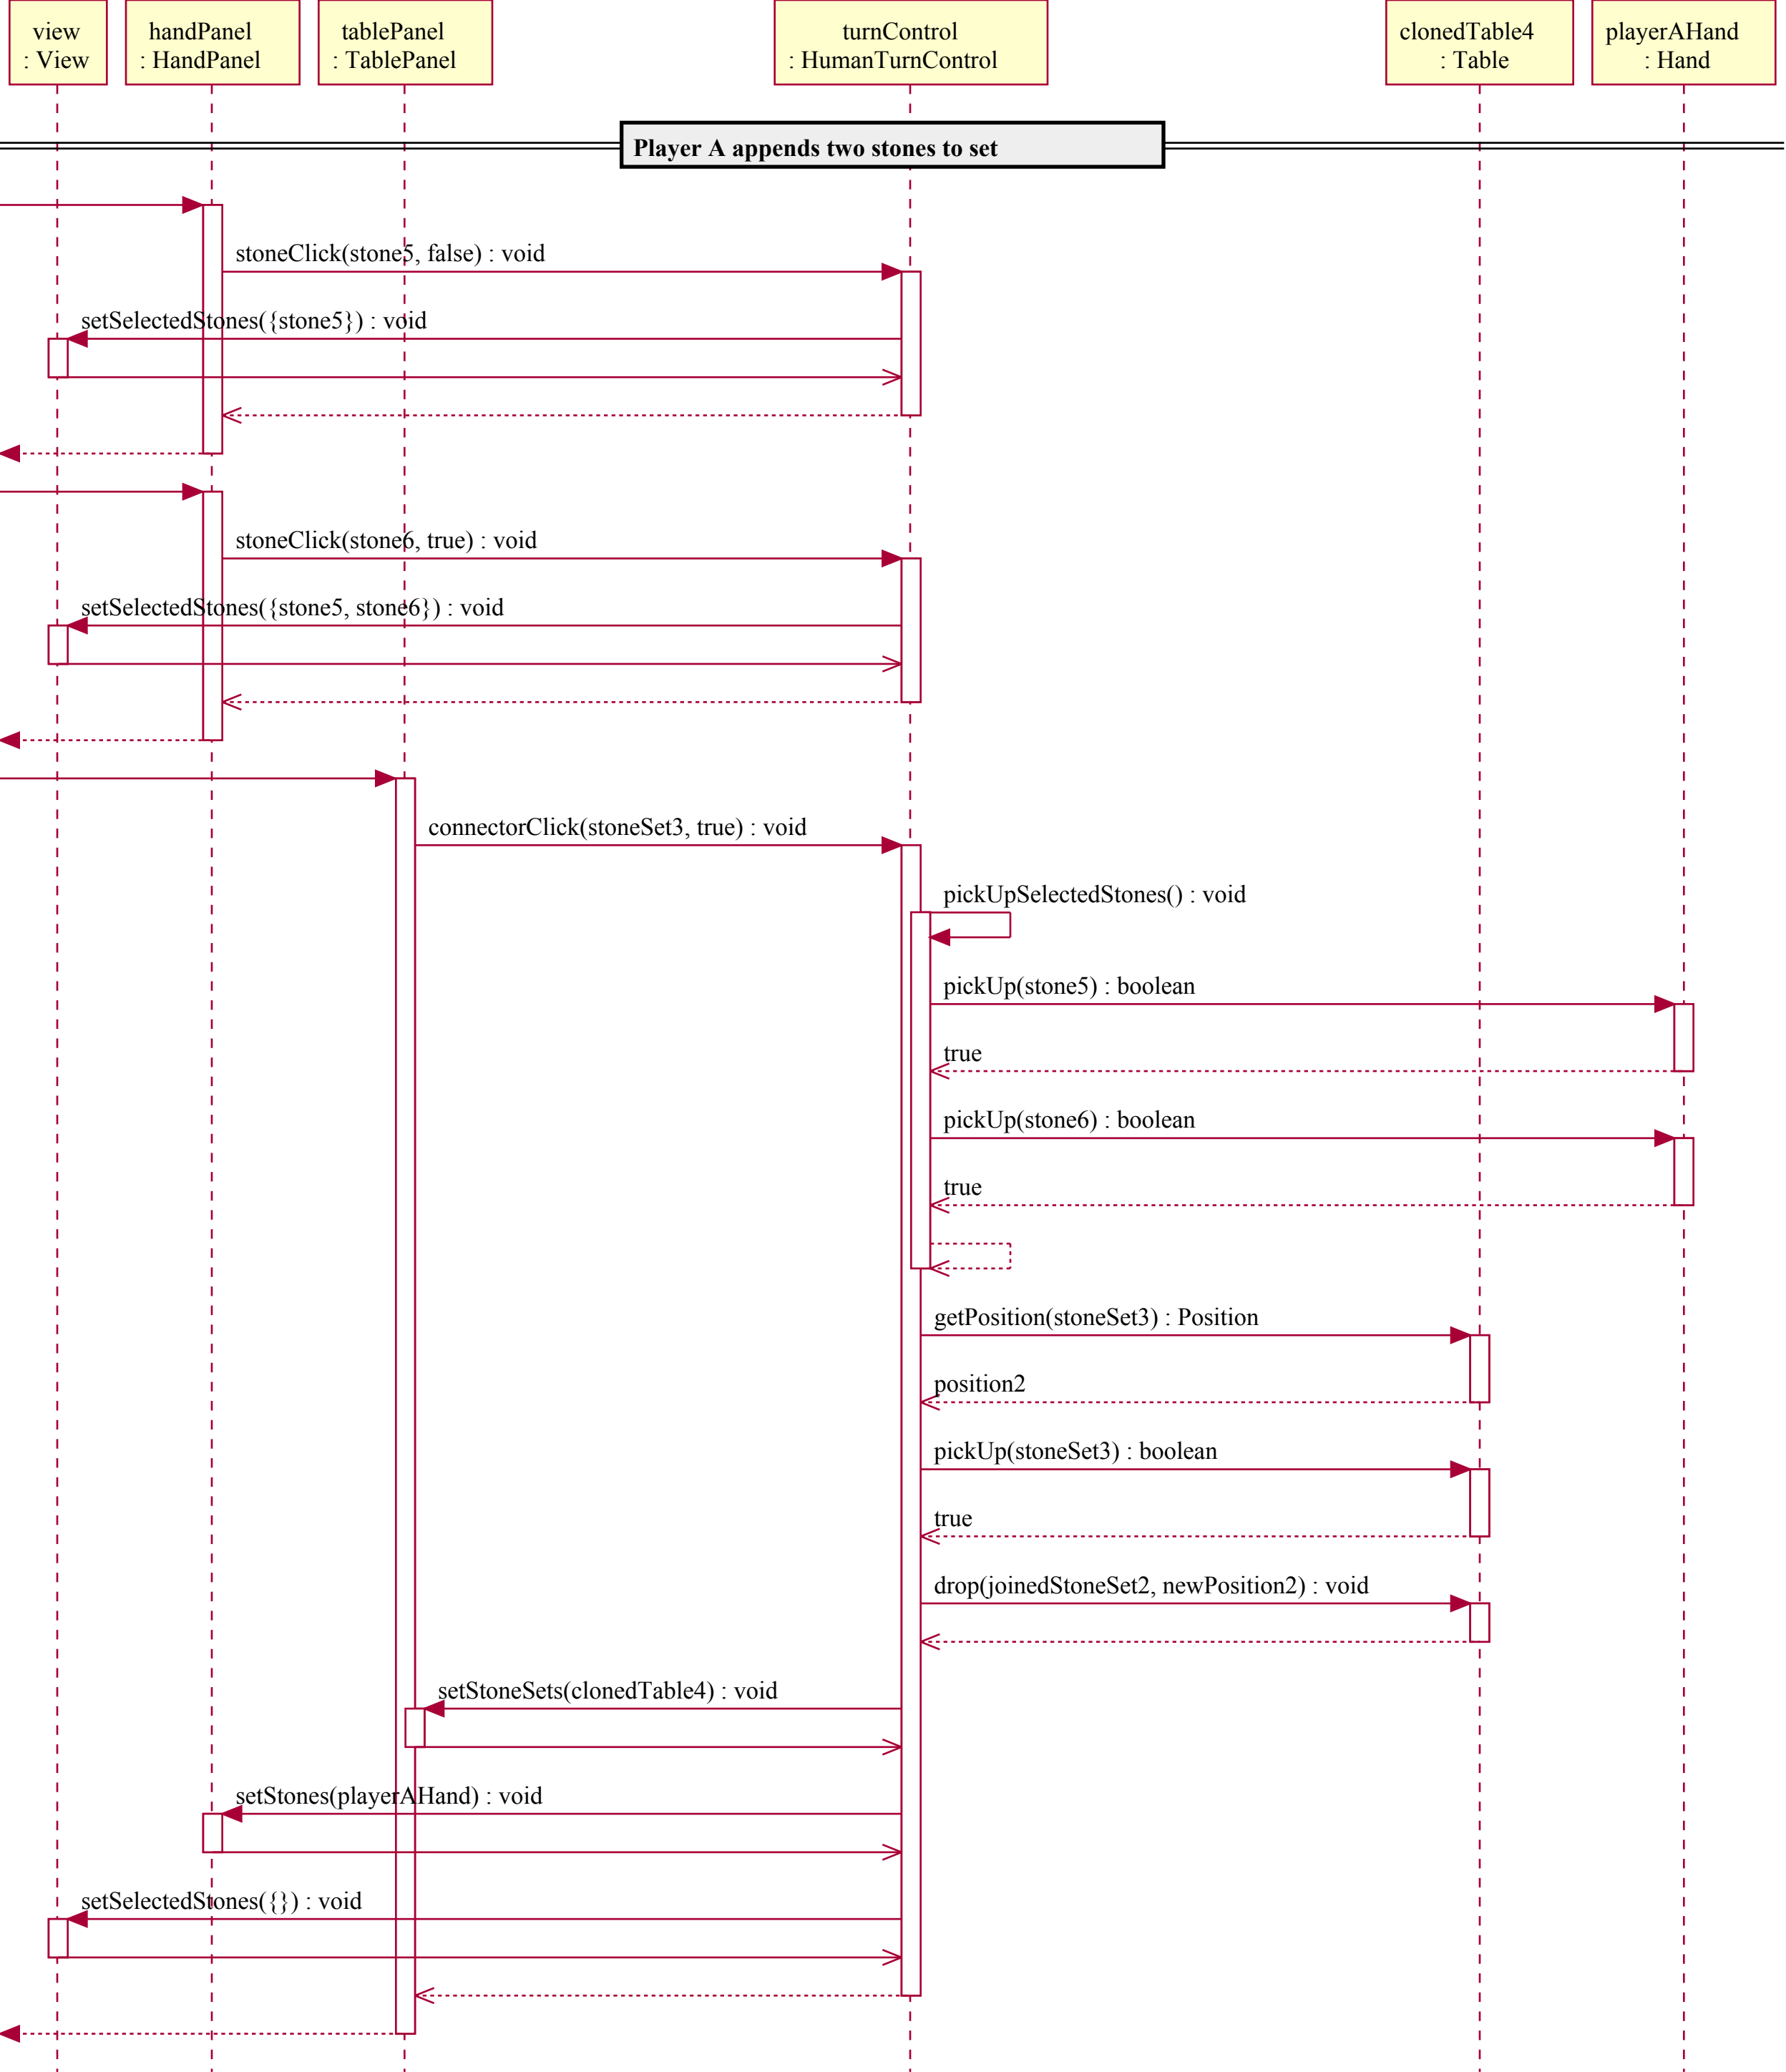 view
: View
handPanel
: HandPanel
tablePanel
: TablePanel
turnControl
: HumanTurnControl
clonedTable4
: Table
playerAHand
: Hand
Player A appends two stones to set
stoneClick(stone5, false) : void
setSelectedStones({stone5}) : void
stoneClick(stone6, true) : void
setSelectedStones({stone5, stone6}) : void
connectorClick(stoneSet3, true) : void
pickUpSelectedStones() : void
pickUp(stone5) : boolean
true
pickUp(stone6) : boolean
true
getPosition(stoneSet3) : Position
position2
pickUp(stoneSet3) : boolean
true
drop(joinedStoneSet2, newPosition2) : void
setStoneSets(clonedTable4) : void
setStones(playerAHand) : void
setSelectedStones({}) : void